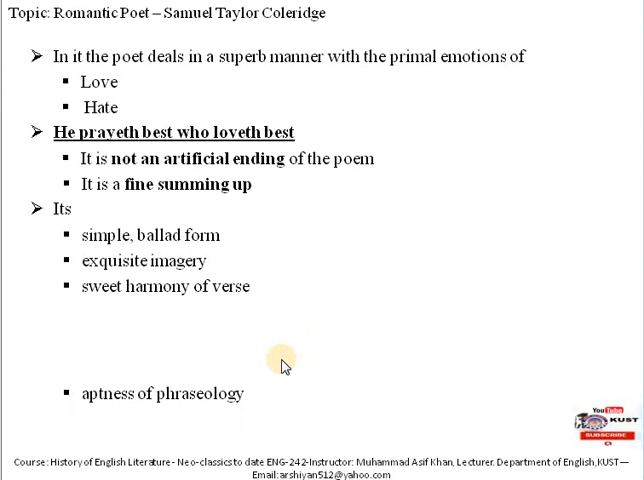 Topic: Romantic Poet – Samuel Taylor Coleridge
➢ In it the poet deals in a superb manner with the primal emotions of
▪ Love
▪ Hate
➢ He prayeth best who loveth best
▪ It is not an artificial ending of the poem
▪ It is a fine summing up
➢ Its
▪ simple, ballad form
▪ exquisite imagery
▪ sweet harmony of verse
▪ aptness of phraseology
YouTube
KUST
SUBSCRIBE
Course: History of English Literature - Neo-classics to date ENG-242-Instructor: Muhammad Asif Khan, Lecturer. Department of English,KUST—
Email:arshiyan512@yahoo.com